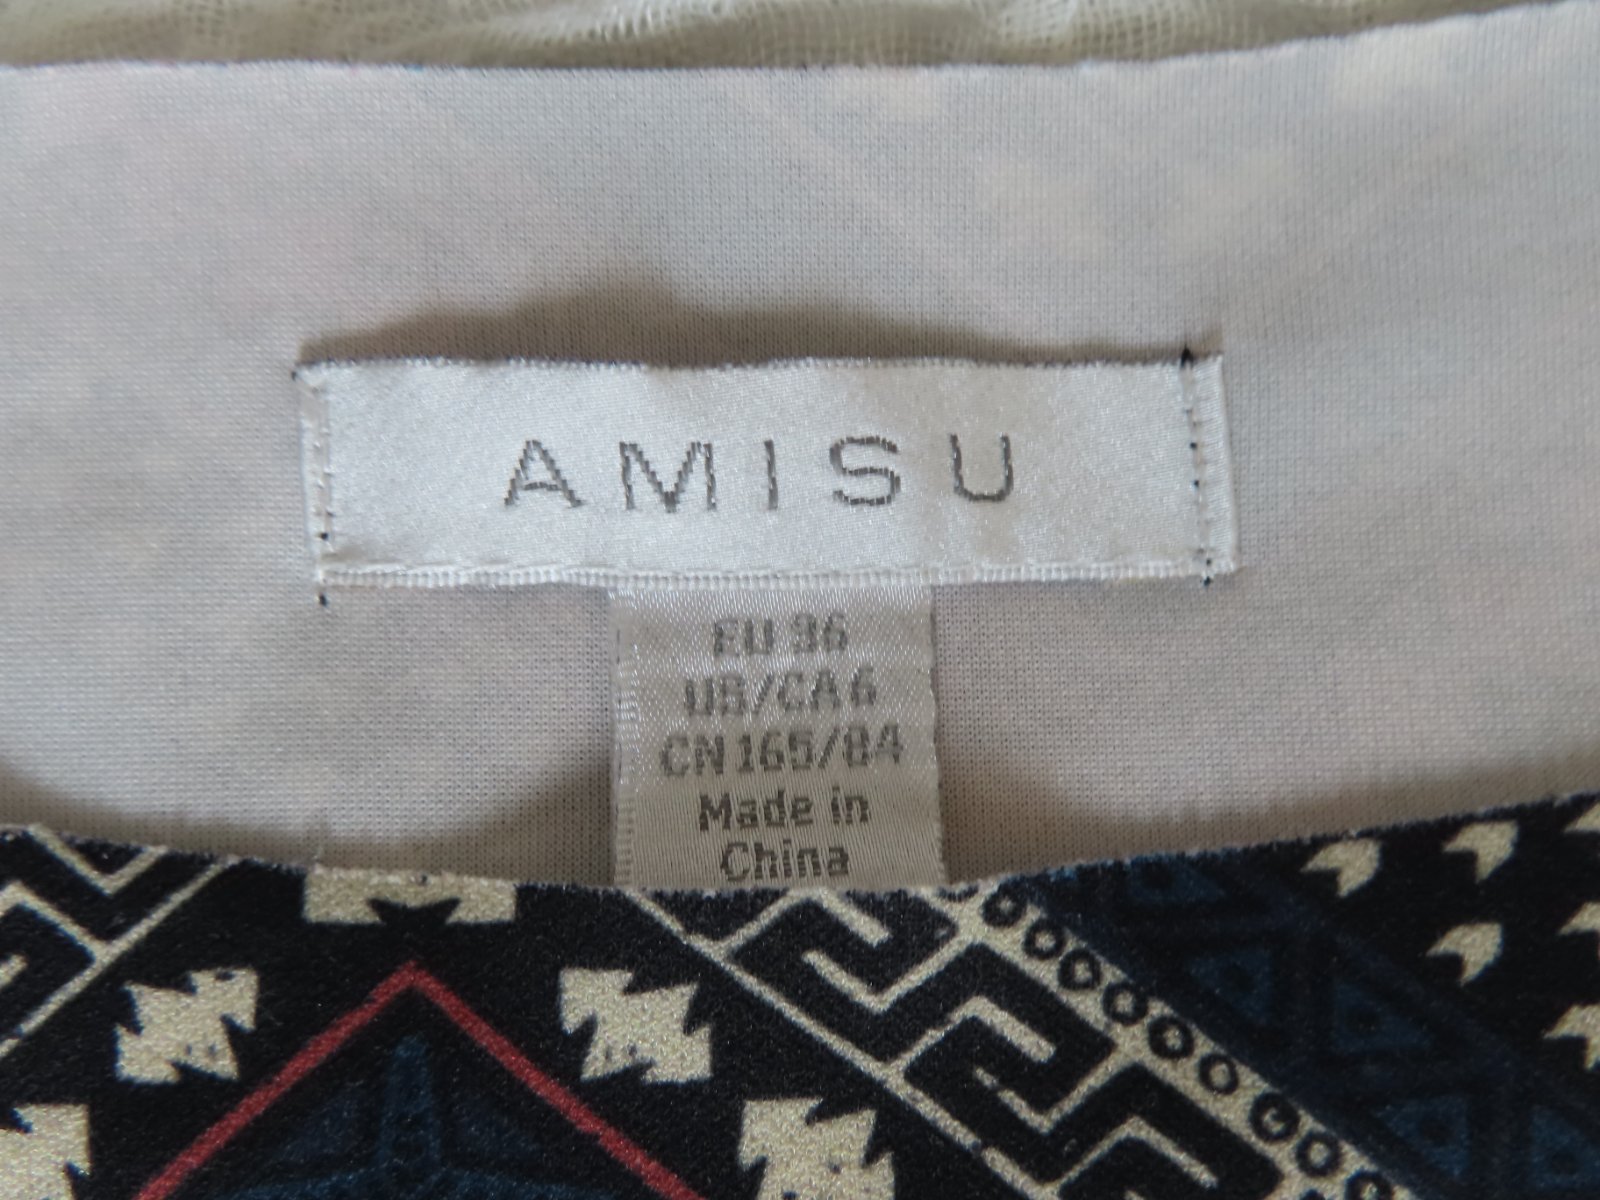 AMISU
EU 36
US/CA 6
CN 165/84
Made in
China